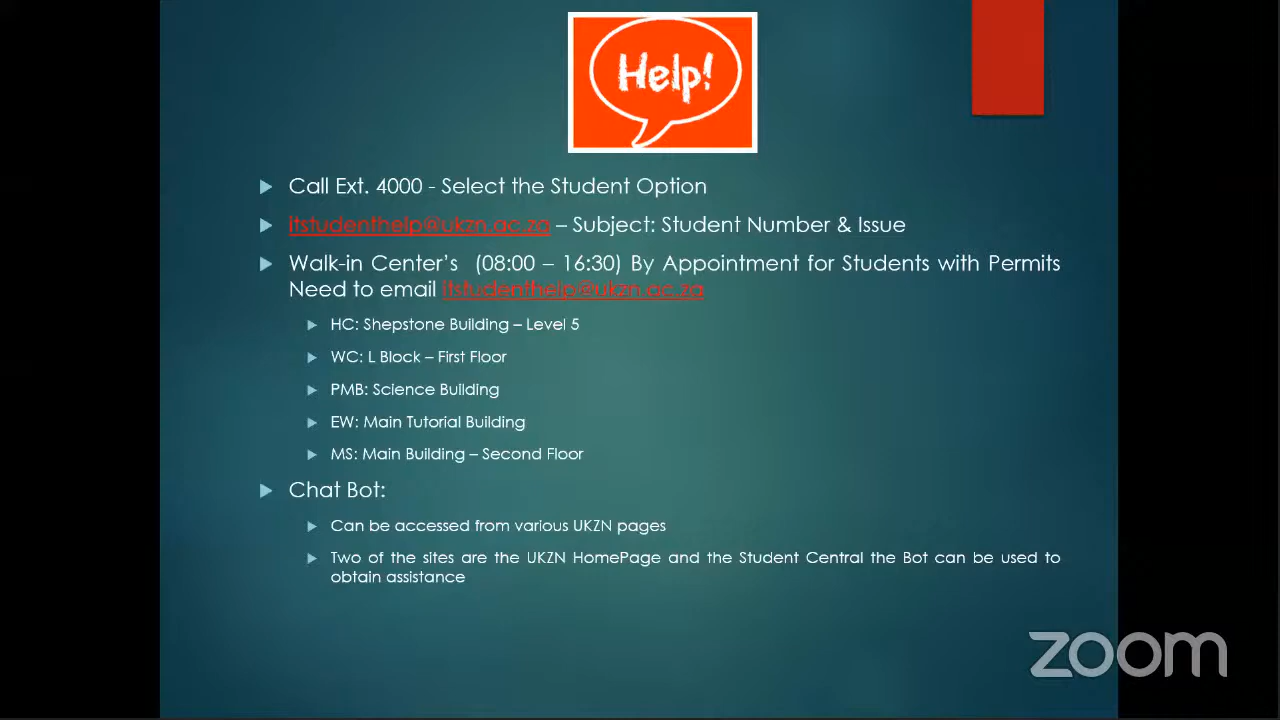 Help!
Call Ext. 4000 - Select the Student Option
itstudenthelp@ukzn.ac.za – Subject: Student Number & Issue
Walk-in Center's (08:00 – 16:30) By Appointment for Students with Permits
Need to email itstudenthelp@ukzn.ac.za
HC: Shepstone Building – Level 5
WC: L Block – First Floor
PMB: Science Building
EW: Main Tutorial Building
MS: Main Building – Second Floor
Chat Bot:
Can be accessed from various UKZN pages
Two of the sites are the UKZN HomePage and the Student Central the Bot can be used to
obtain assistance
zoom